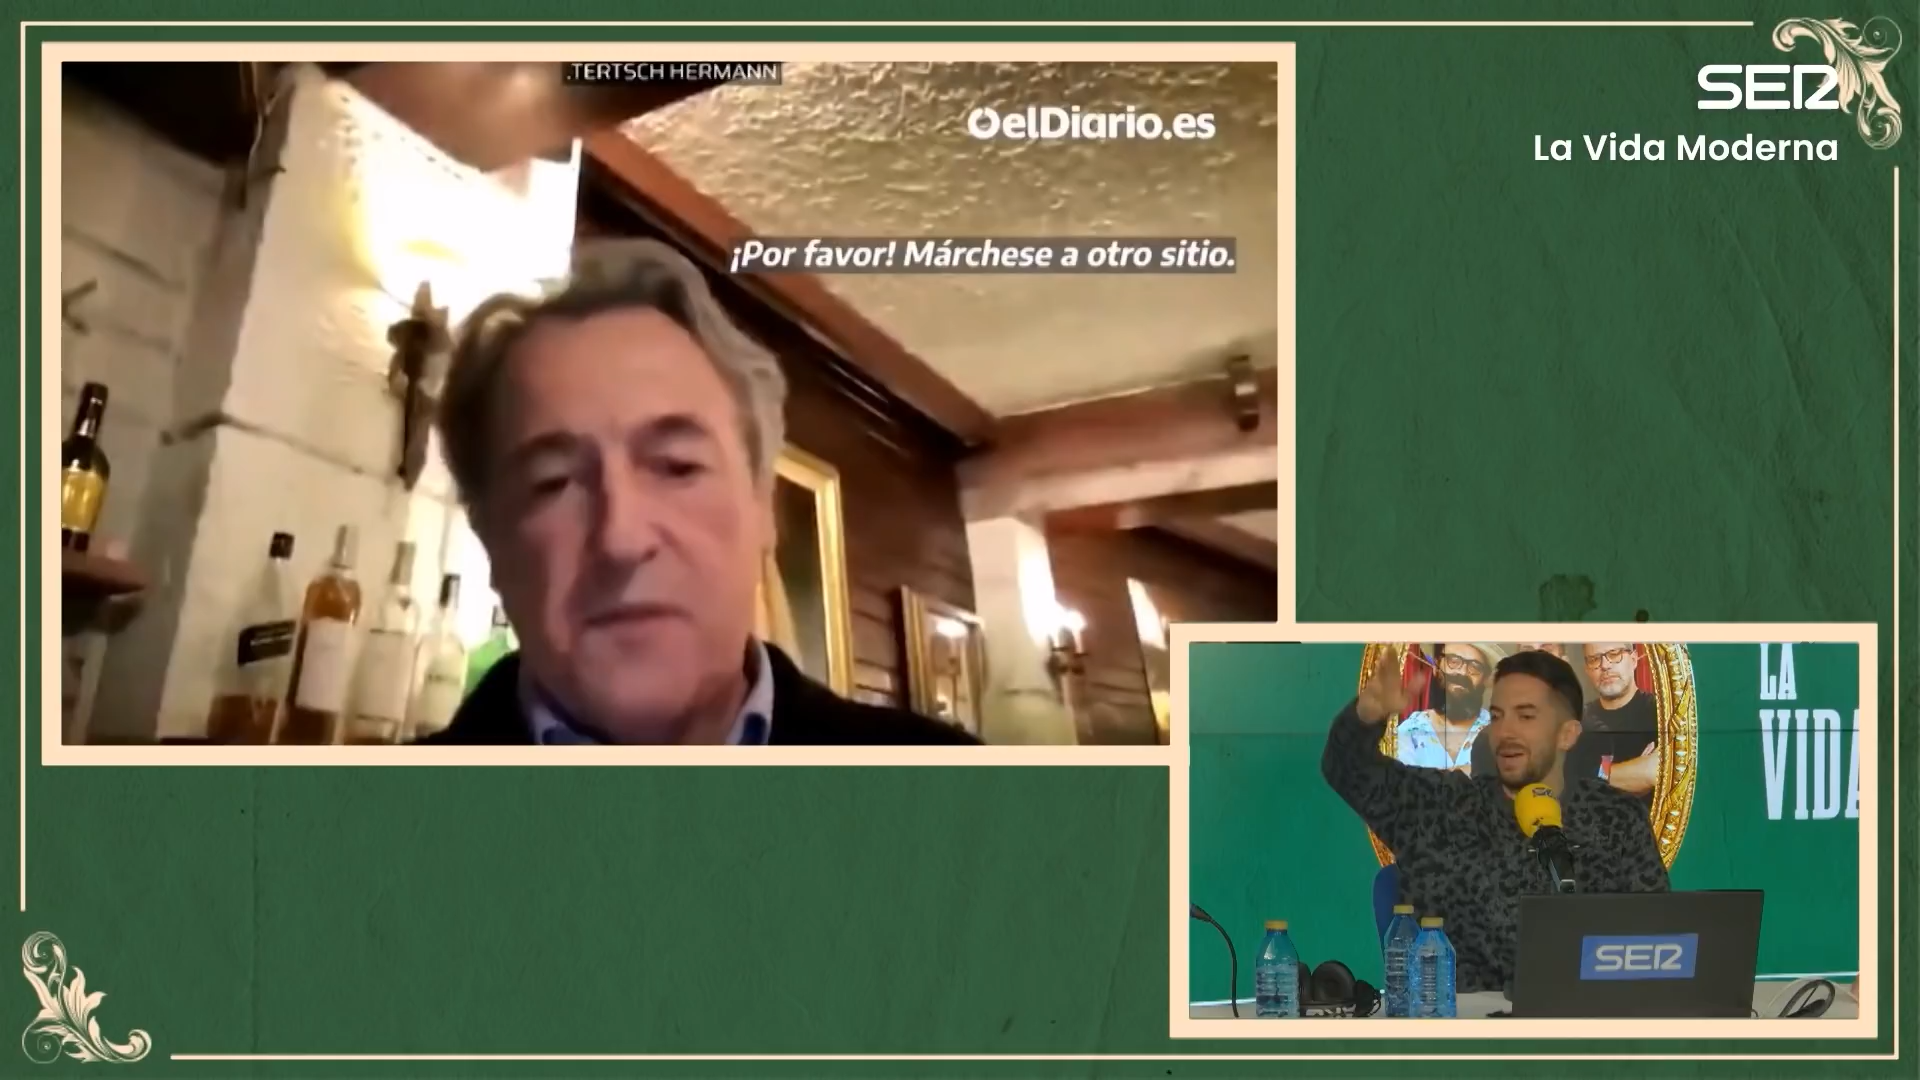 .TERTSCH HERMANN
elDiario.es
¡Por favor! Márchese a otro sitio.
SER
La Vida Moderna
LA
VIDA
SER